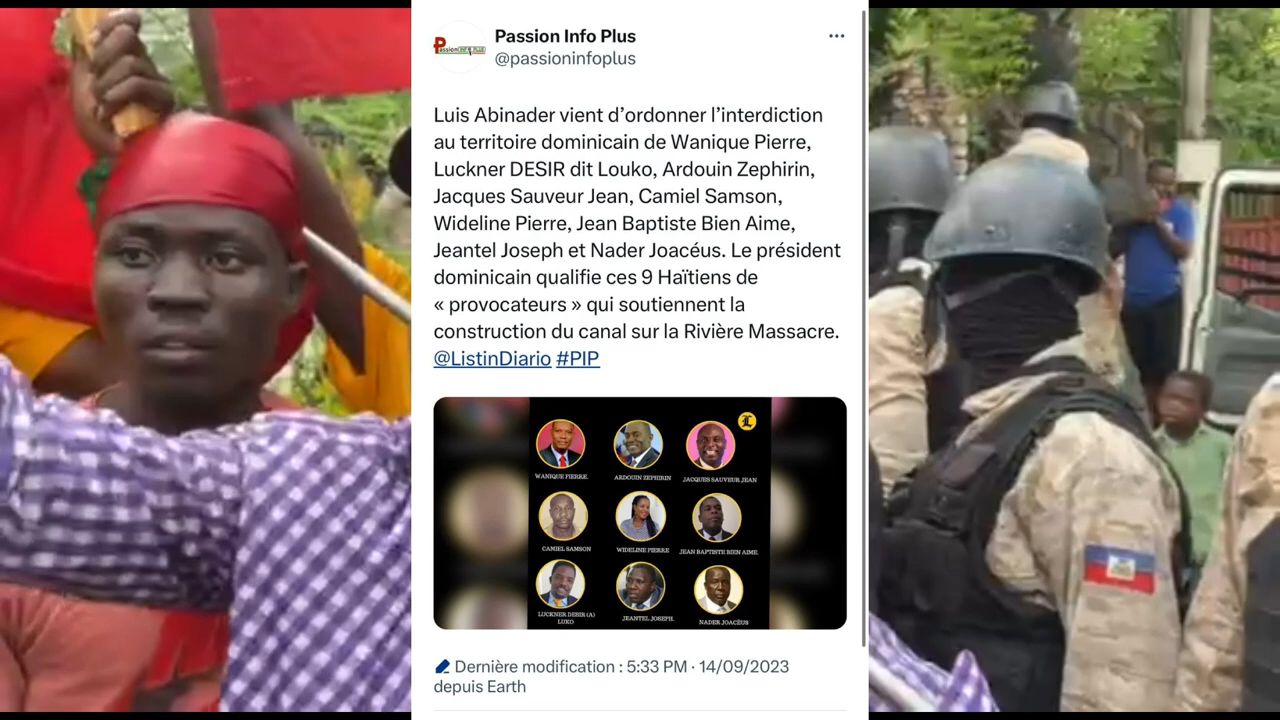 Passion Info Plus
@passioninfoplus
Luis Abinader vient d’ordonner l’interdiction
au territoire dominicain de Wanique Pierre,
Luckner DESIR dit Louko, Ardouin Zephirin,
Jacques Sauveur Jean, Camiel Samson,
Wideline Pierre, Jean Baptiste Bien Aime,
Jeantel Joseph et Nader Joacéus. Le président
dominicain qualifie ces 9 Haïtiens de
« provocateurs » qui soutiennent la
construction du canal sur la Rivière Massacre.
@ListinDiario #PIP
L
WANIQUE PIERRE.
ARDOUIN ZEPHIRIN
JACQUES SAUVEUR JEAN
CAMIEL SAMSON
WIDELINE PIERRE
JEAN BAPTISTE BIEN AIME.
LUCKNER DESIR (A)
LUKO
JEANTEL JOSEPH.
NADER JOACÉUS
Dernière modification : 5:33 PM · 14/09/2023
depuis Earth